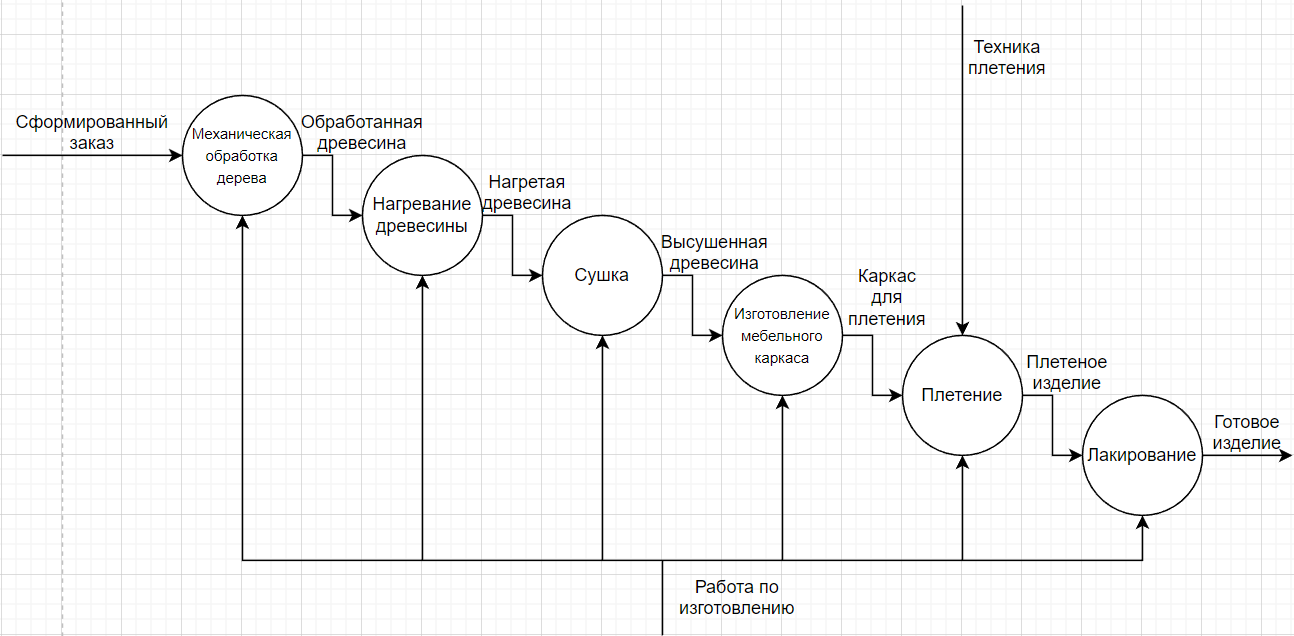 Техника
плетения
Сформированный
заказ
Механическая
обработка
дерева
Обработанная
древесина
Нагревание
древесины
Нагретая
древесина
Сушка
Высушенная
древесина
Изготовление
мебельного
каркаса
Каркас
для
плетения
Плетение
Плетеное
изделие
Лакирование
Готовое
изделие
Работа по
изготовлению